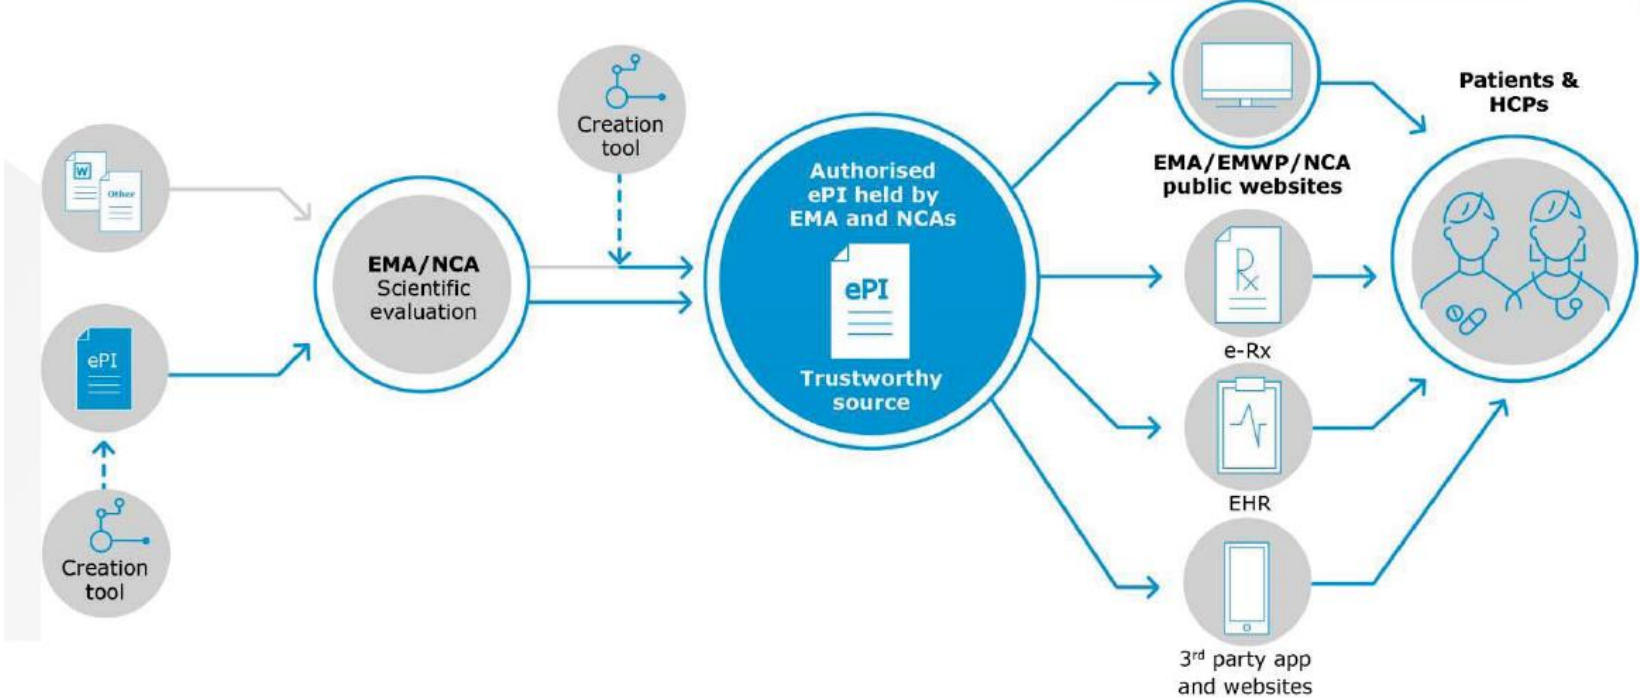 W
Other
ePI
Creation
tool
EMA/NCA
Scientific
evaluation
Creation
tool
Authorised
ePI held by
EMA and NCAs
ePI
Trustworthy
source
EMA/EMWP/NCA
public websites
Rx
e-Rx
EHR
3rd party app
and websites
Patients &
HCPs